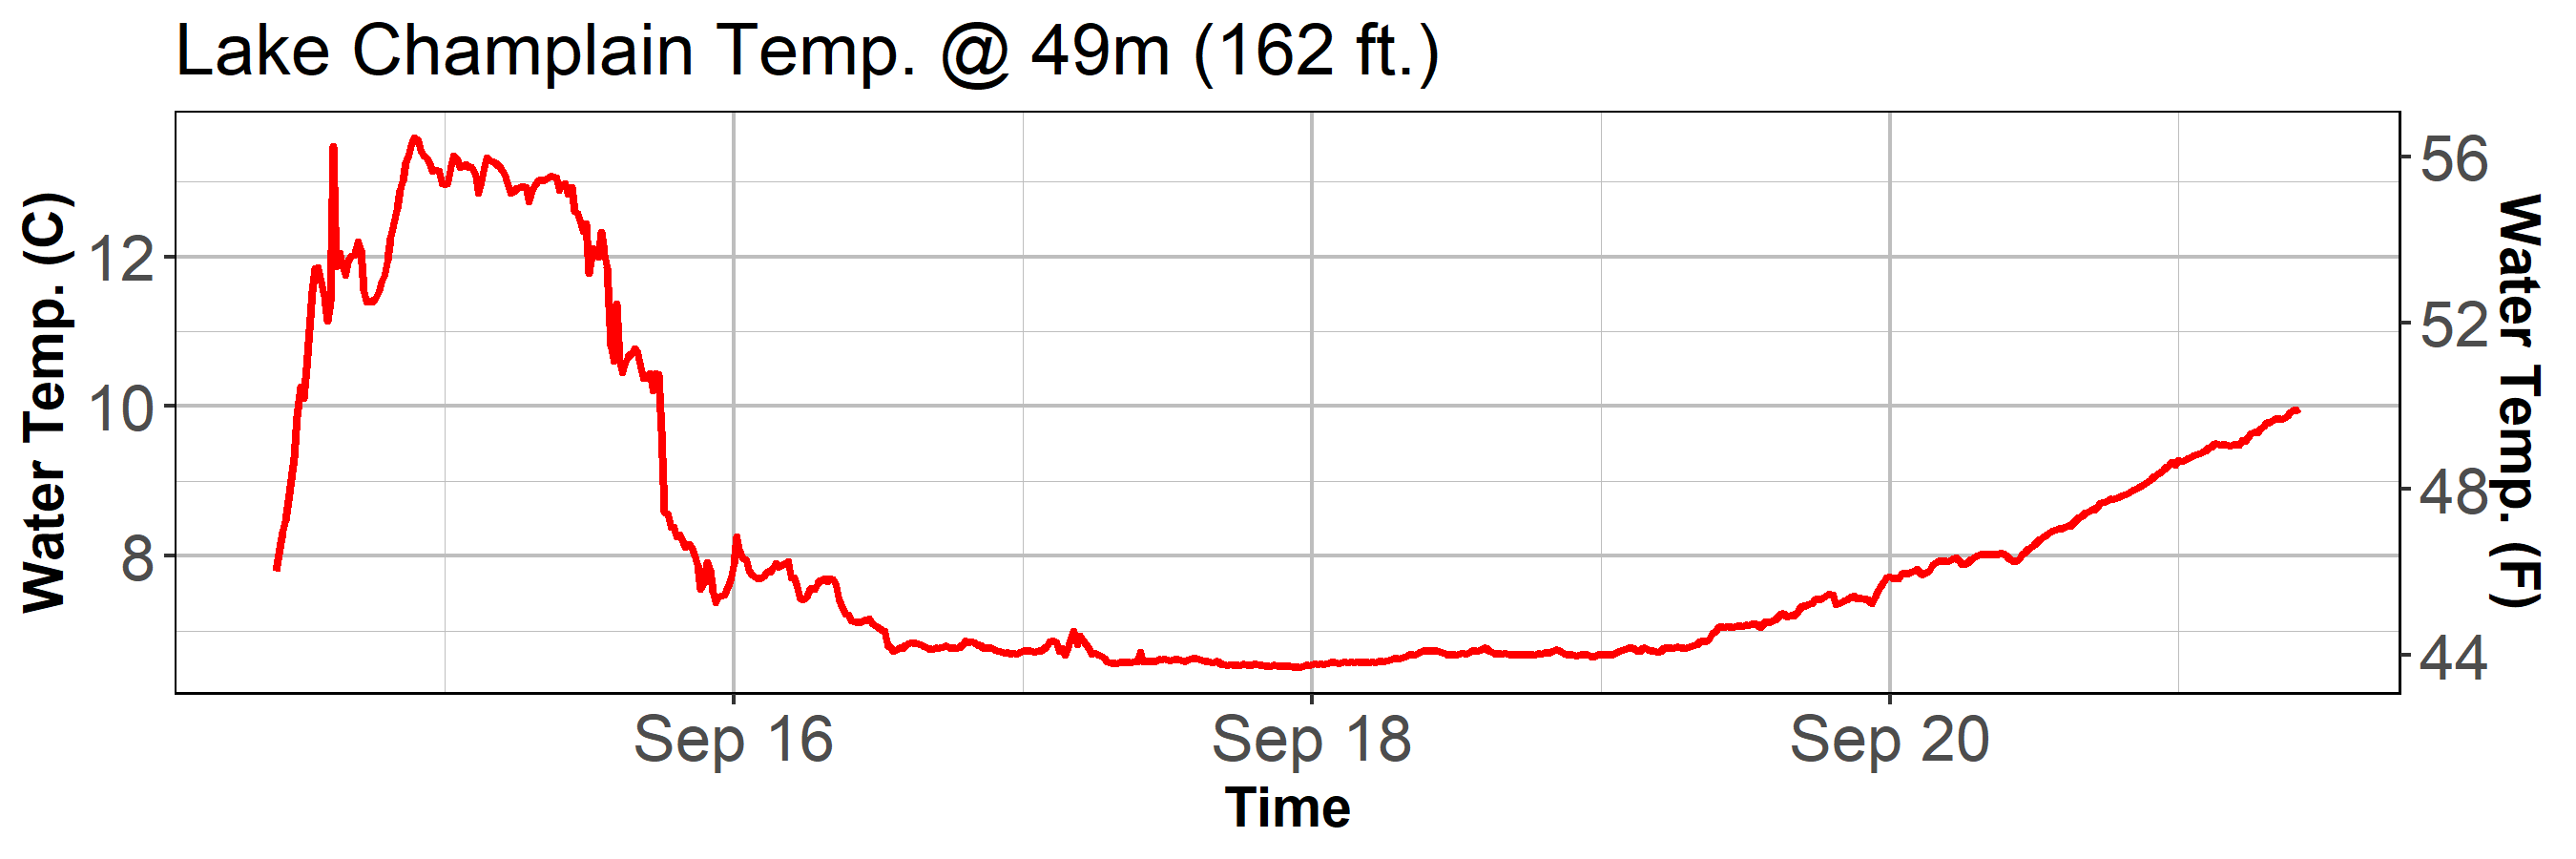 Lake Champlain Temp. @ 49m (162 ft.)
Water Temp. (C)
12
10
8
56
52
48
44
Water Temp. (F)
Sep 16
Sep 18
Sep 20
Time